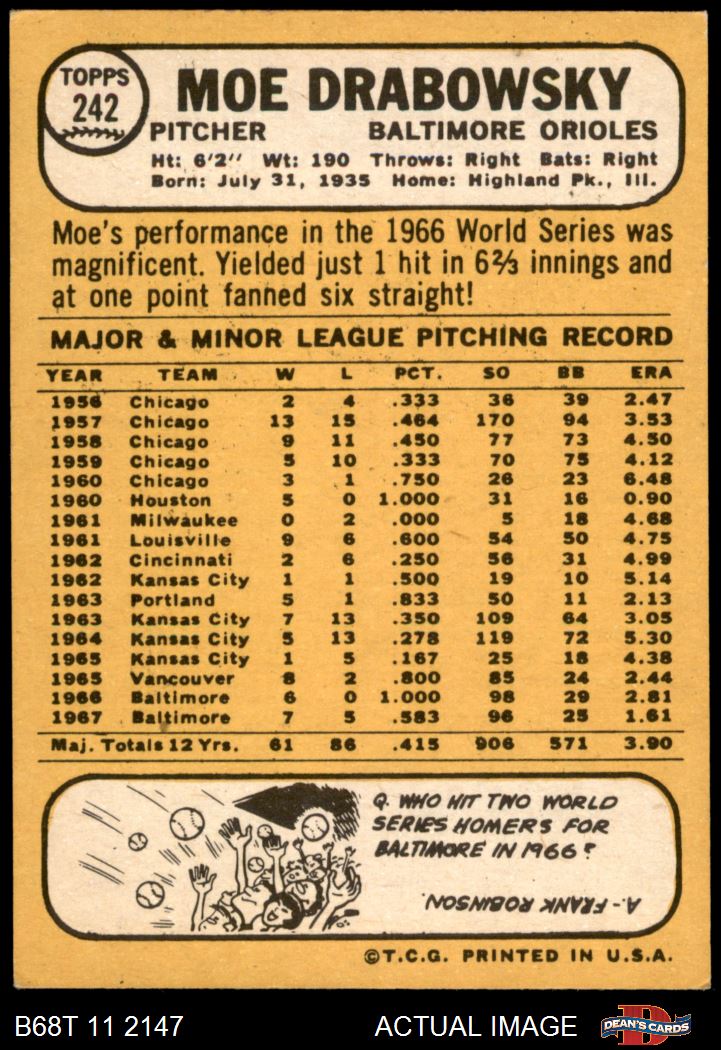 TOPPS
242
MOE DRABOWSKY
PITCHER BALTIMORE ORIOLES
Ht: 6'2" Wt: 190 Throws: Right Bats: Right
Born: July 31, 1935 Home: Highland Pk., Ill.
Moe's performance in the 1966 World Series was
magnificent. Yielded just 1 hit in 6⅔ innings and
at one point fanned six straight!
MAJOR & MINOR LEAGUE PITCHING RECORD
YEAR TEAM W L PCT. SO BB ERA
1956 Chicago 2 4 .333 36 39 2.47
1957 Chicago 13 15 .464 170 94 3.53
1958 Chicago 9 11 .450 77 73 4.50
1959 Chicago 5 10 .333 70 75 4.12
1960 Chicago 3 1 .750 26 23 6.48
1960 Houston 5 0 1.000 31 16 0.90
1961 Milwaukee 0 2 .000 5 18 4.68
1961 Louisville 9 6 .600 54 50 4.75
1962 Cincinnati 2 6 .250 56 31 4.99
1962 Kansas City 1 1 .500 19 10 5.14
1963 Portland 5 1 .833 50 11 2.13
1963 Kansas City 7 13 .350 109 64 3.05
1964 Kansas City 5 13 .278 119 72 5.30
1965 Kansas City 1 5 .167 25 18 4.38
1965 Vancouver 8 2 .800 85 24 2.44
1966 Baltimore 6 0 1.000 98 29 2.81
1967 Baltimore 7 5 .583 96 25 1.61
Maj. Totals 12 Yrs. 61 86 .415 906 571 3.90
Q. WHO HIT TWO WORLD
SERIES HOMERS FOR
BALTIMORE IN 1966?
A.- FRANK ROBINSON.
©T.C.G. PRINTED IN U.S.A.
B68T 11 2147 ACTUAL IMAGE DEAN'S CARDS